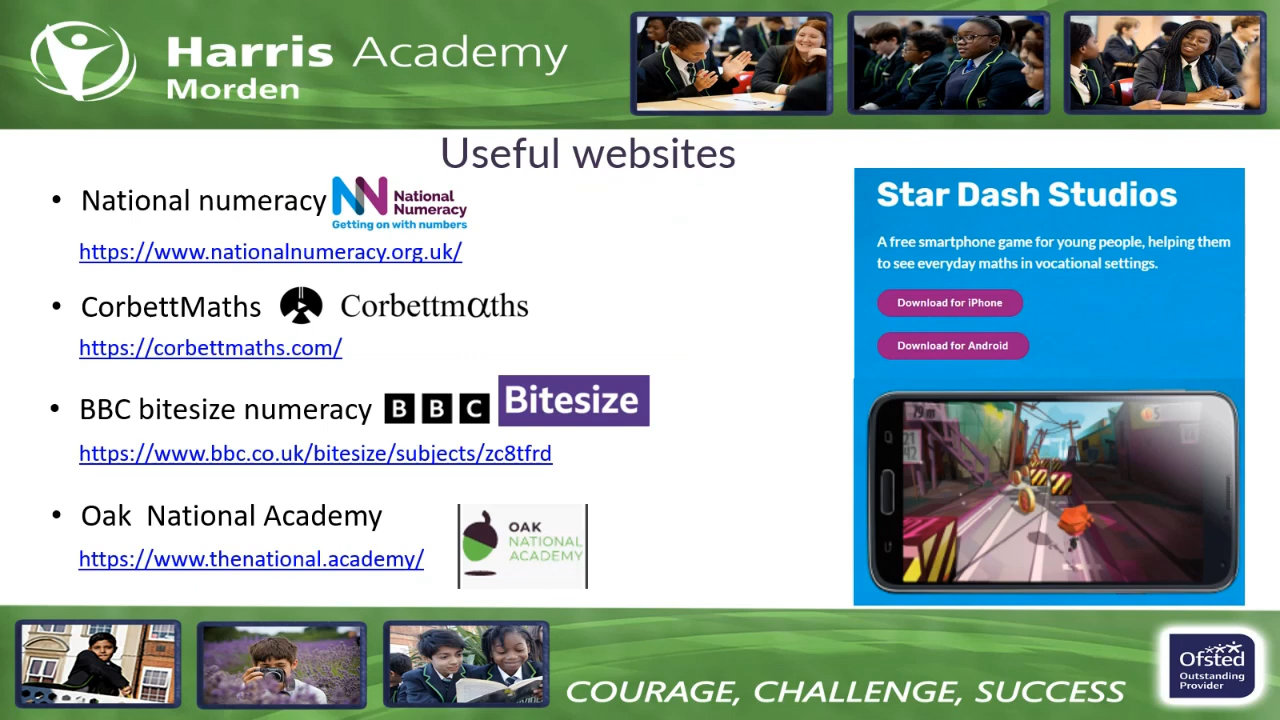 Harris Academy
Morden
Useful websites
• National numeracy
National
Numeracy
Getting on with numbers
https://www.nationalnumeracy.org.uk/
• CorbettMaths
Corbettmαths
https://corbettmaths.com/
• BBC bitesize numeracy
BBC
Bitesize
https://www.bbc.co.uk/bitesize/subjects/zc8tfrd
• Oak National Academy
OAK
NATIONAL
ACADEMY
https://www.thenational.academy/
Star Dash Studios
A free smartphone game for young people, helping them
to see everyday maths in vocational settings.
Download for iPhone
Download for Android
COURAGE, CHALLENGE, SUCCESS
Ofsted
Outstanding
Provider